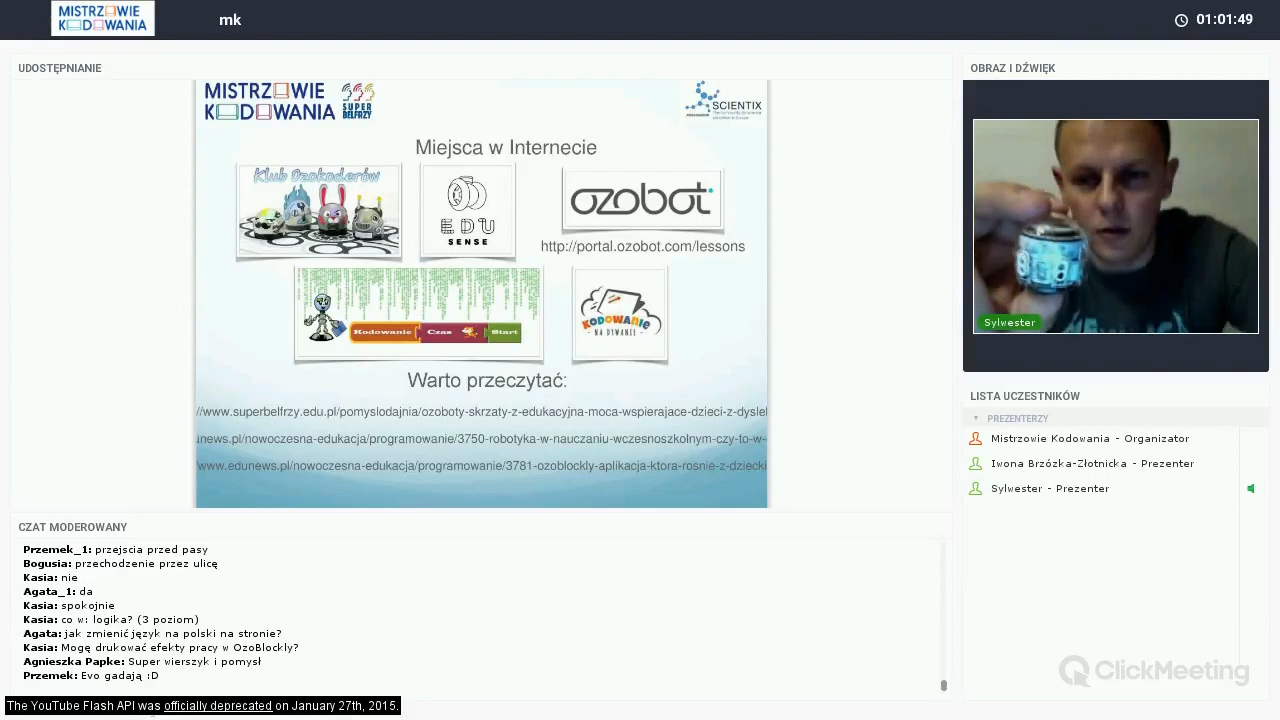 MISTRZOWIE
KODOWANIA
mk
01:01:49
UDOSTĘPNIANIE
MISTRZOWIE
KODOWANIA
SUPER
BELFRZY
SCIENTIX
Miejsca w Internecie
Klub Ozokoderów
EDU
SENSE
ozobot
http://portal.ozobot.com/lessons
Kodowanie Czas Start
KODOWANIE
NA DYWANIE
Warto przeczytać:
//www.superbelfrzy.edu.pl/pomyslodajnia/ozoboty-skrzaty-z-edukacyjna-moca-wspierajace-dzieci-z-dyslel
unews.pl/nowoczesna-edukacja/programowanie/3750-robotyka-w-nauczaniu-wczesnoszkolnym-czy-to-w-
/www.edunews.pl/nowoczesna-edukacja/programowanie/3781-ozoblockly-aplikacja-ktora-rosnie-z-dziecki
OBRAZ I DŹWIĘK
Sylwester
LISTA UCZESTNIKÓW
PREZENTERZY
Mistrzowie Kodowania - Organizator
Iwona Brzózka-Złotnicka - Prezenter
Sylwester - Prezenter
CZAT MODEROWANY
Przemek_1: przejscia przed pasy
Bogusia: przechodzenie przez ulicę
Kasia: nie
Agata_1: da
Kasia: spokojnie
Kasia: co w: logika? (3 poziom)
Agata: jak zmienić język na polski na stronie?
Kasia: Mogę drukować efekty pracy w OzoBlockly?
Agnieszka Papke: Super wierszyk i pomysł
Przemek: Evo gadają :D
ClickMeeting
The YouTube Flash API was officially deprecated on January 27th, 2015.